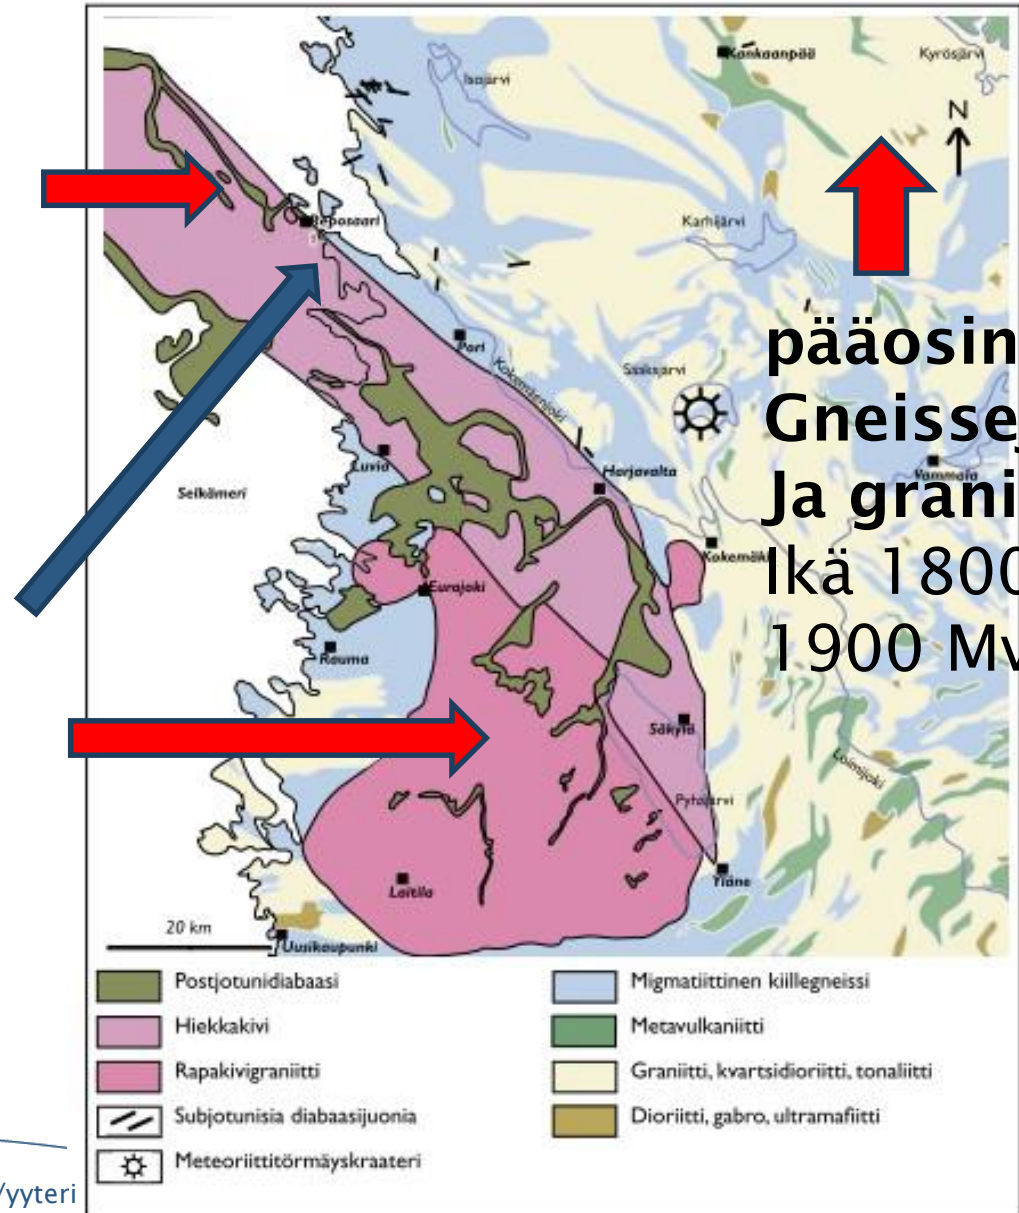 Kankaanpää
Kyrösjärvi
Isojärvi
N
Reposaari
Karhijärvi
Pori
Kokemäenjoki
Sääksjärvi
pääosin
Gneissej
Ja grani
Ikä 1800
1900 Mv
Luvia
Harjavalta
Vammala
Selkämeri
Kokemäki
Eurajoki
Rauma
Säkylä
Loimijoki
Pyhäjärvi
Yläne
Laitila
20 km
Uusikaupunki
Postjotunidiabaasi
Hiekkakivi
Rapakivigraniitti
Subjotunisia diabaasijuonia
Meteoriittitörmäyskraateri
Migmatiittinen kiillegneissi
Metavulkaniitti
Graniitti, kvartsidioriitti, tonaliitti
Dioriitti, gabro, ultramafiitti
/yyteri